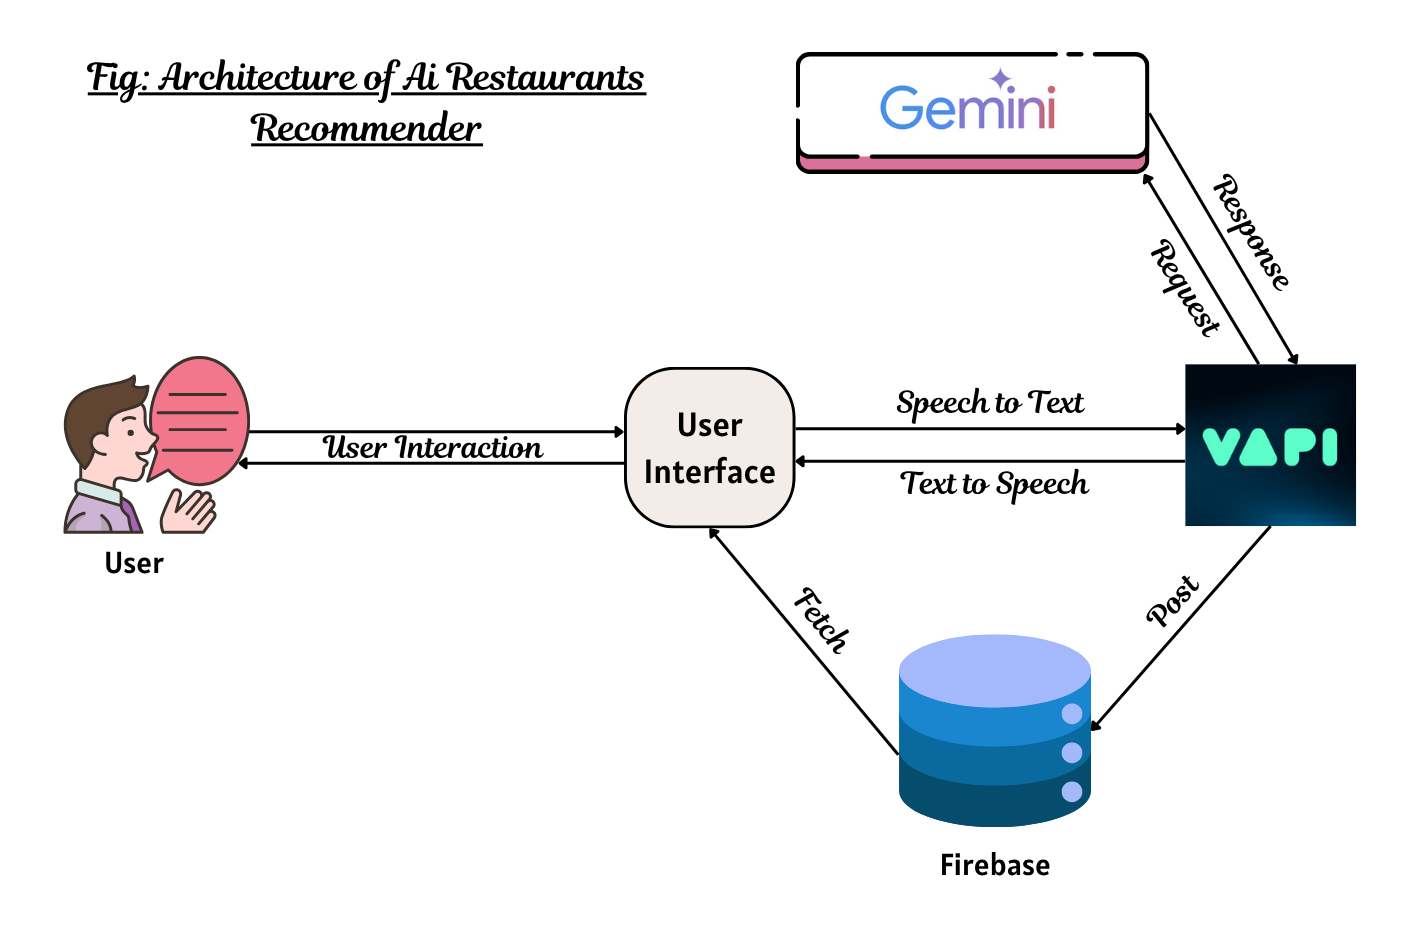 Fig: Architecture of Ai Restaurants
Recommender
Gemini
Response
Request
User Interaction
User
Interface
Speech to Text
Text to Speech
VAPI
User
Fetch
Post
Firebase